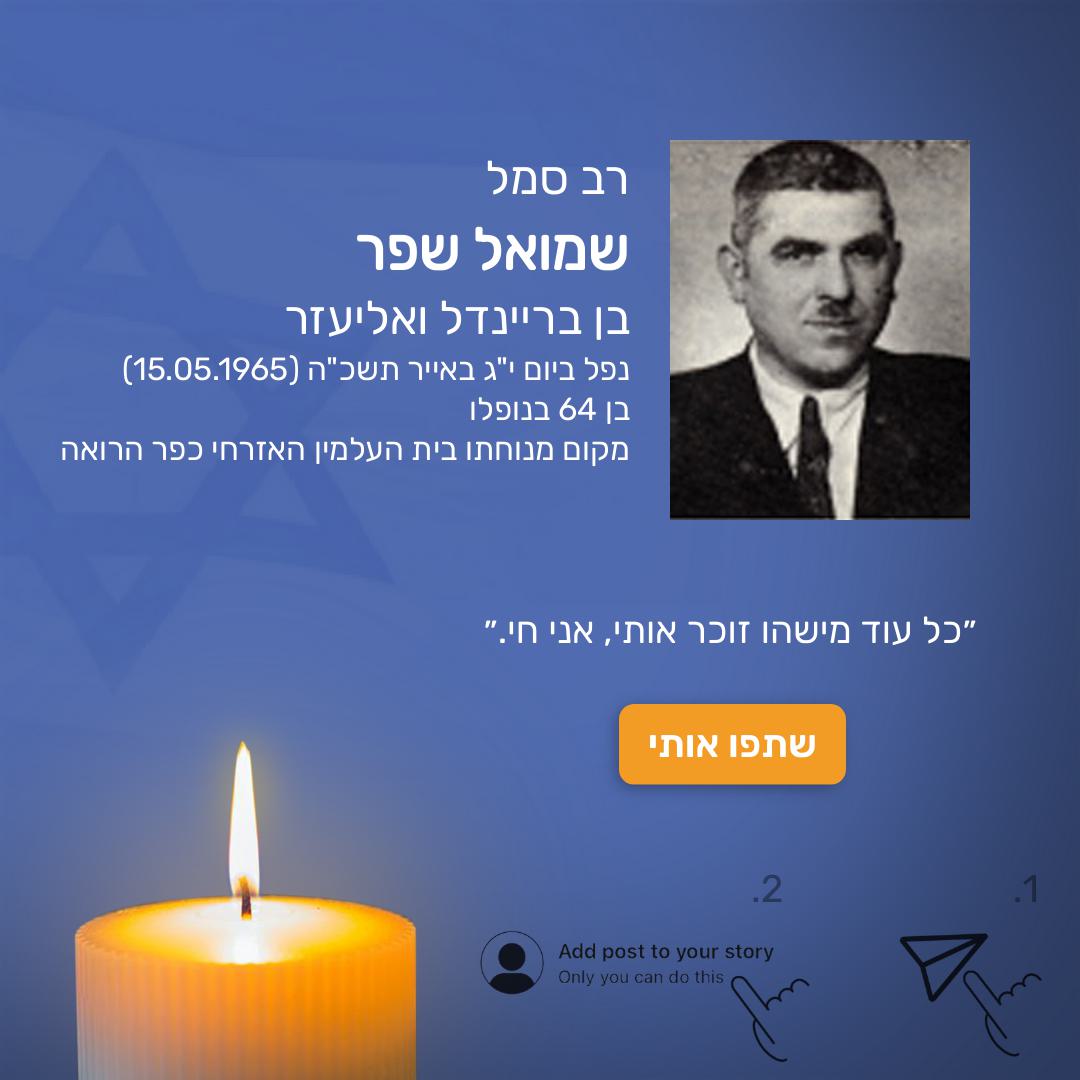 רב סמל
שמואל שפר
בן בריינדל ואליעזר
נפל ביום י"ג באייר תשכ"ה (15.05.1965)
בן 64 בנופלו
מקום מנוחתו בית העלמין האזרחי כפר הרואה
״כל עוד מישהו זוכר אותי, אני חי.״
שתפו אותי
1.
2.
Add post to your story
Only you can do this